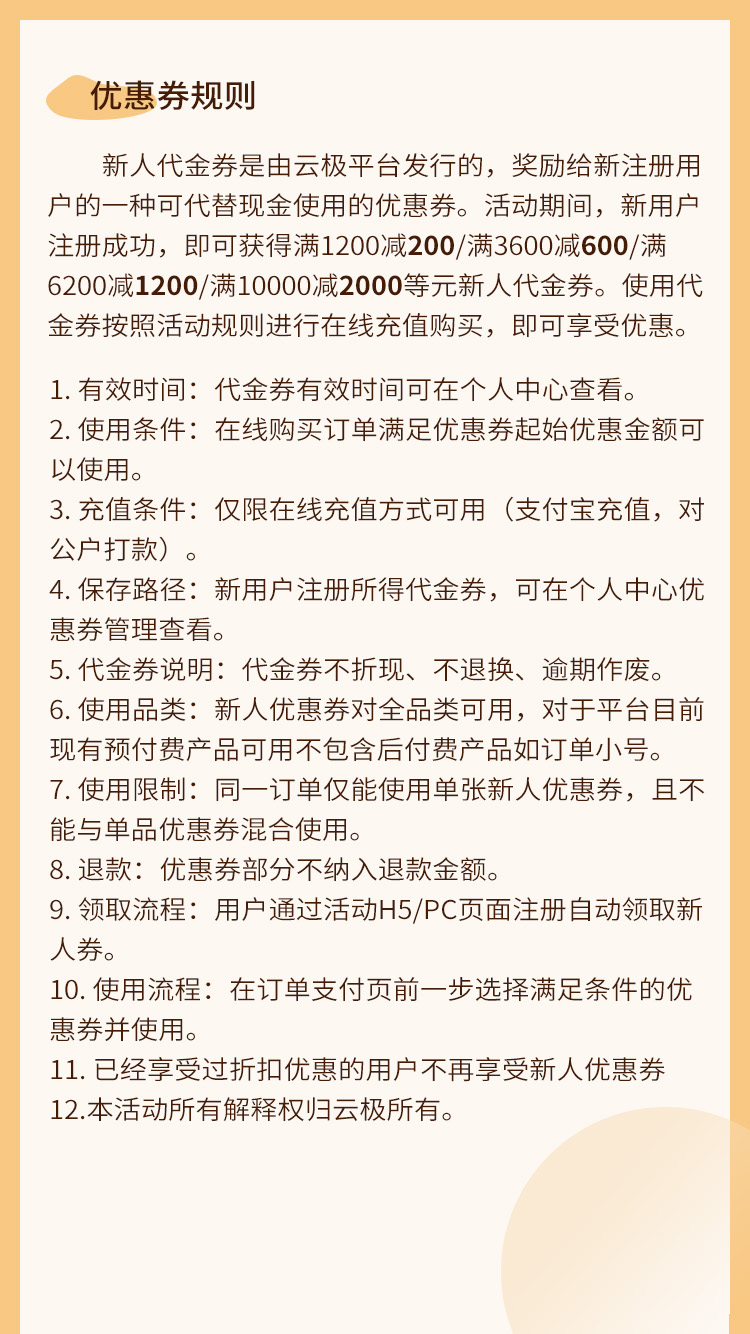 优惠券规则
新人代金券是由云极平台发行的，奖励给新注册用
户的一种可代替现金使用的优惠券。活动期间，新用户
注册成功，即可获得满1200减200/满3600减600/满
6200减1200/满10000减2000等元新人代金券。使用代
金券按照活动规则进行在线充值购买，即可享受优惠。
1. 有效时间：代金券有效时间可在个人中心查看。
2. 使用条件：在线购买订单满足优惠券起始优惠金额可
以使用。
3. 充值条件：仅限在线充值方式可用（支付宝充值，对
公户打款）。
4. 保存路径：新用户注册所得代金券，可在个人中心优
惠券管理查看。
5. 代金券说明：代金券不折现、不退换、逾期作废。
6. 使用品类：新人优惠券对全品类可用，对于平台目前
现有预付费产品可用不包含后付费产品如订单小号。
7. 使用限制：同一订单仅能使用单张新人优惠券，且不
能与单品优惠券混合使用。
8. 退款：优惠券部分不纳入退款金额。
9. 领取流程：用户通过活动H5/PC页面注册自动领取新
人券。
10. 使用流程：在订单支付页前一步选择满足条件的优
惠券并使用。
11. 已经享受过折扣优惠的用户不再享受新人优惠券
12.本活动所有解释权归云极所有。